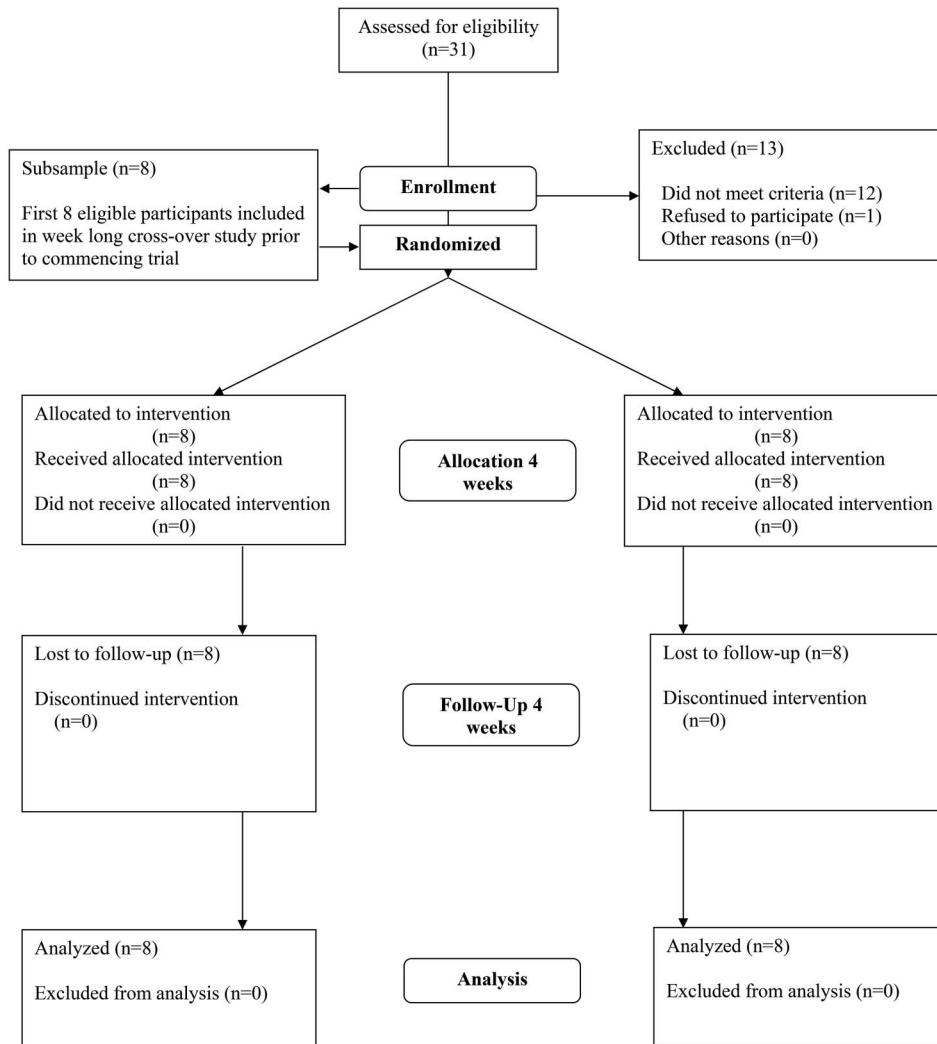 Assessed for eligibility
(n=31)
Subsample (n=8)
First 8 eligible participants included
in week long cross-over study prior
to commencing trial
Enrollment
Randomized
Excluded (n=13)
Did not meet criteria (n=12)
Refused to participate (n=1)
Other reasons (n=0)
Allocated to intervention
(n=8)
Received allocated intervention
(n=8)
Did not receive allocated intervention
(n=0)
Allocation 4
weeks
Allocated to intervention
(n=8)
Received allocated intervention
(n=8)
Did not receive allocated intervention
(n=0)
Lost to follow-up (n=8)
Discontinued intervention
(n=0)
Follow-Up 4
weeks
Lost to follow-up (n=8)
Discontinued intervention
(n=0)
Analyzed (n=8)
Excluded from analysis (n=0)
Analysis
Analyzed (n=8)
Excluded from analysis (n=0)